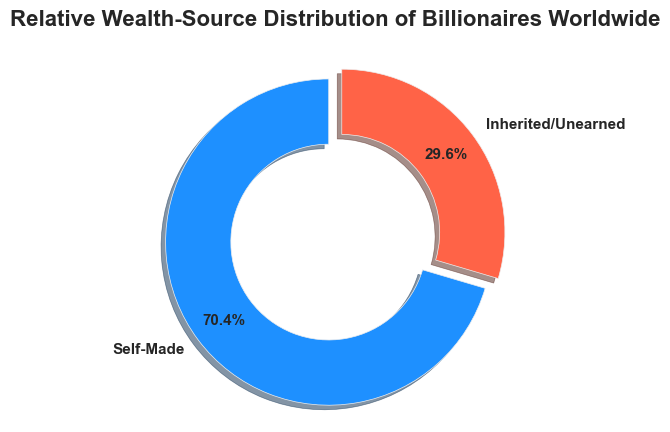 Relative Wealth-Source Distribution of Billionaires Worldwide
Inherited/Unearned
29.6%
70.4%
Self-Made